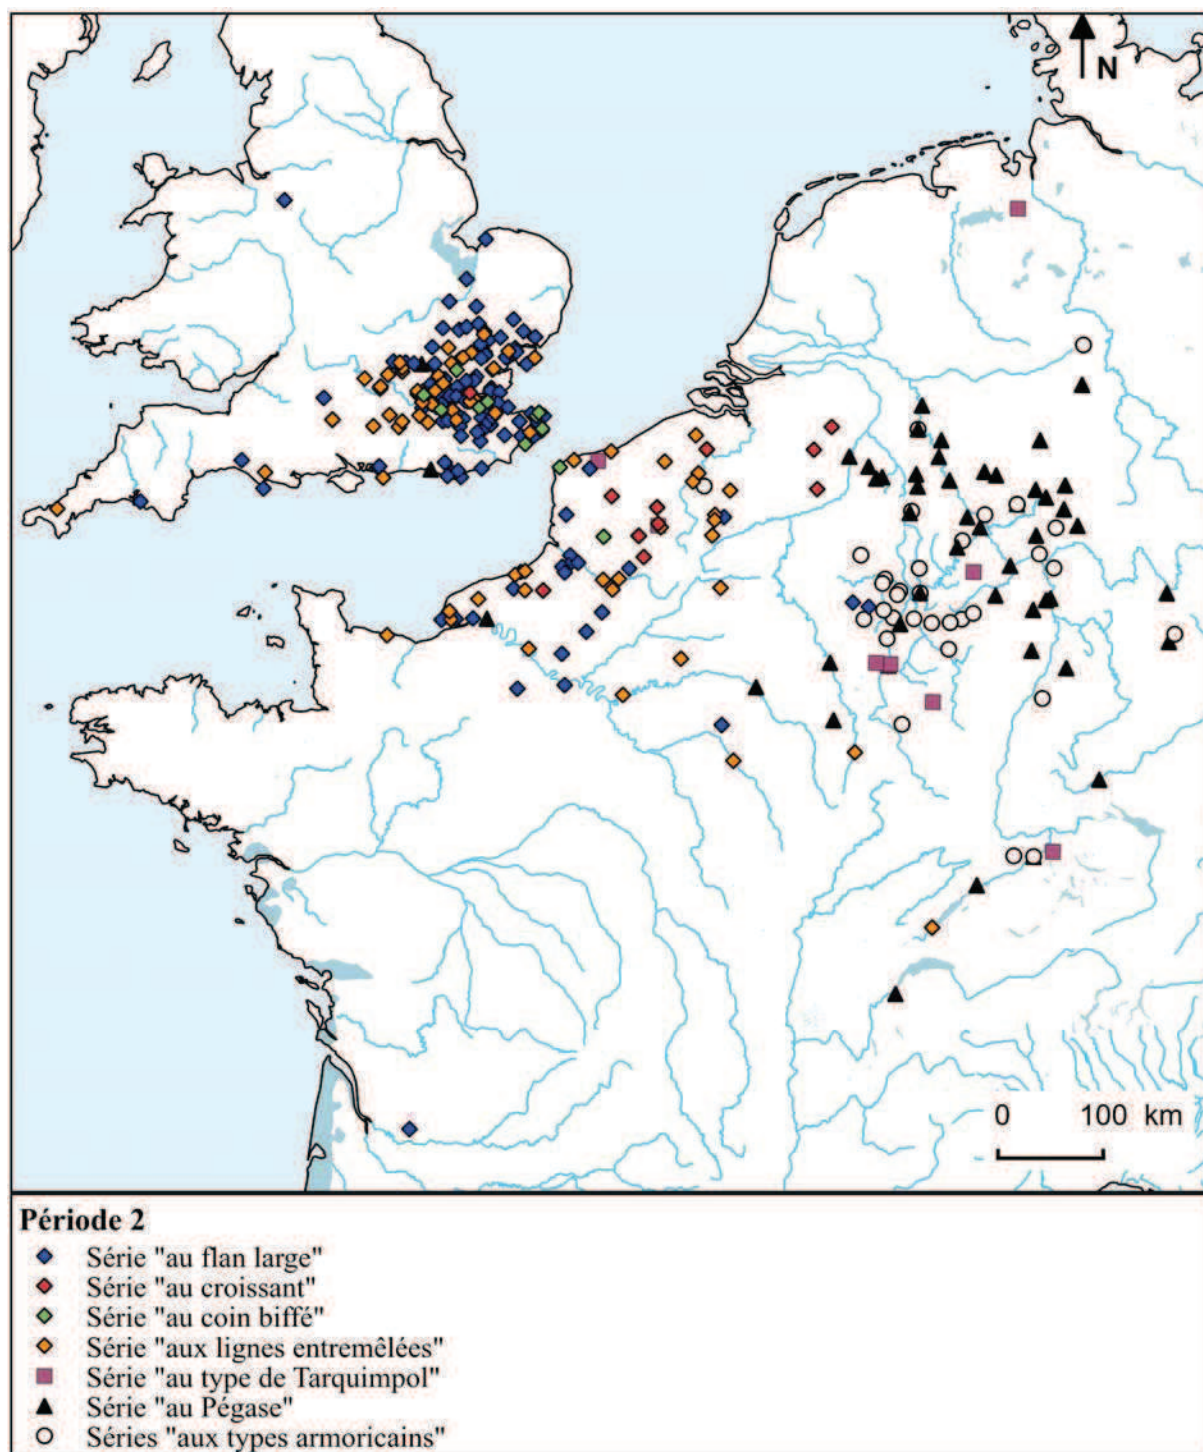 N
0 100 km
Période 2
Série "au flan large"
Série "au croissant"
Série "au coin biffé"
Série "aux lignes entremêlées"
Série "au type de Tarquimpol"
Série "au Pégase"
Séries "aux types armoricains"